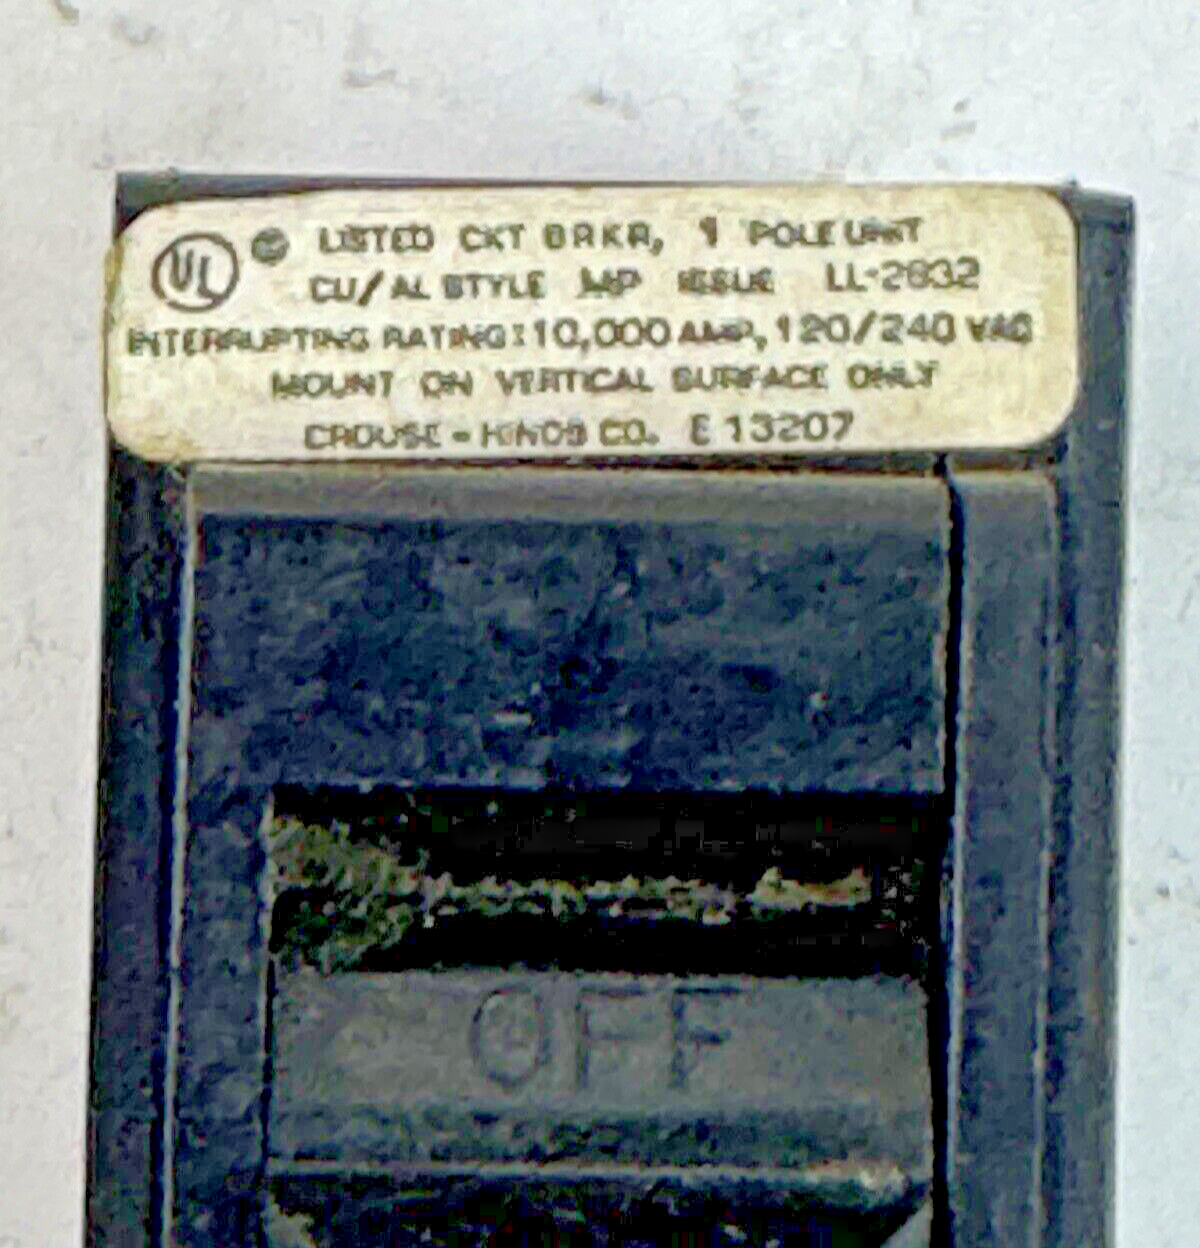 UL ® LISTED CKT BRKR, 1 POLE UNIT
CU/AL STYLE MP ISSUE LL-2832
INTERRUPTING RATING: 10,000 AMP, 120/240 VAC
MOUNT ON VERTICAL SURFACE ONLY
CROUSE-HINDS CO. E 13207
OFF